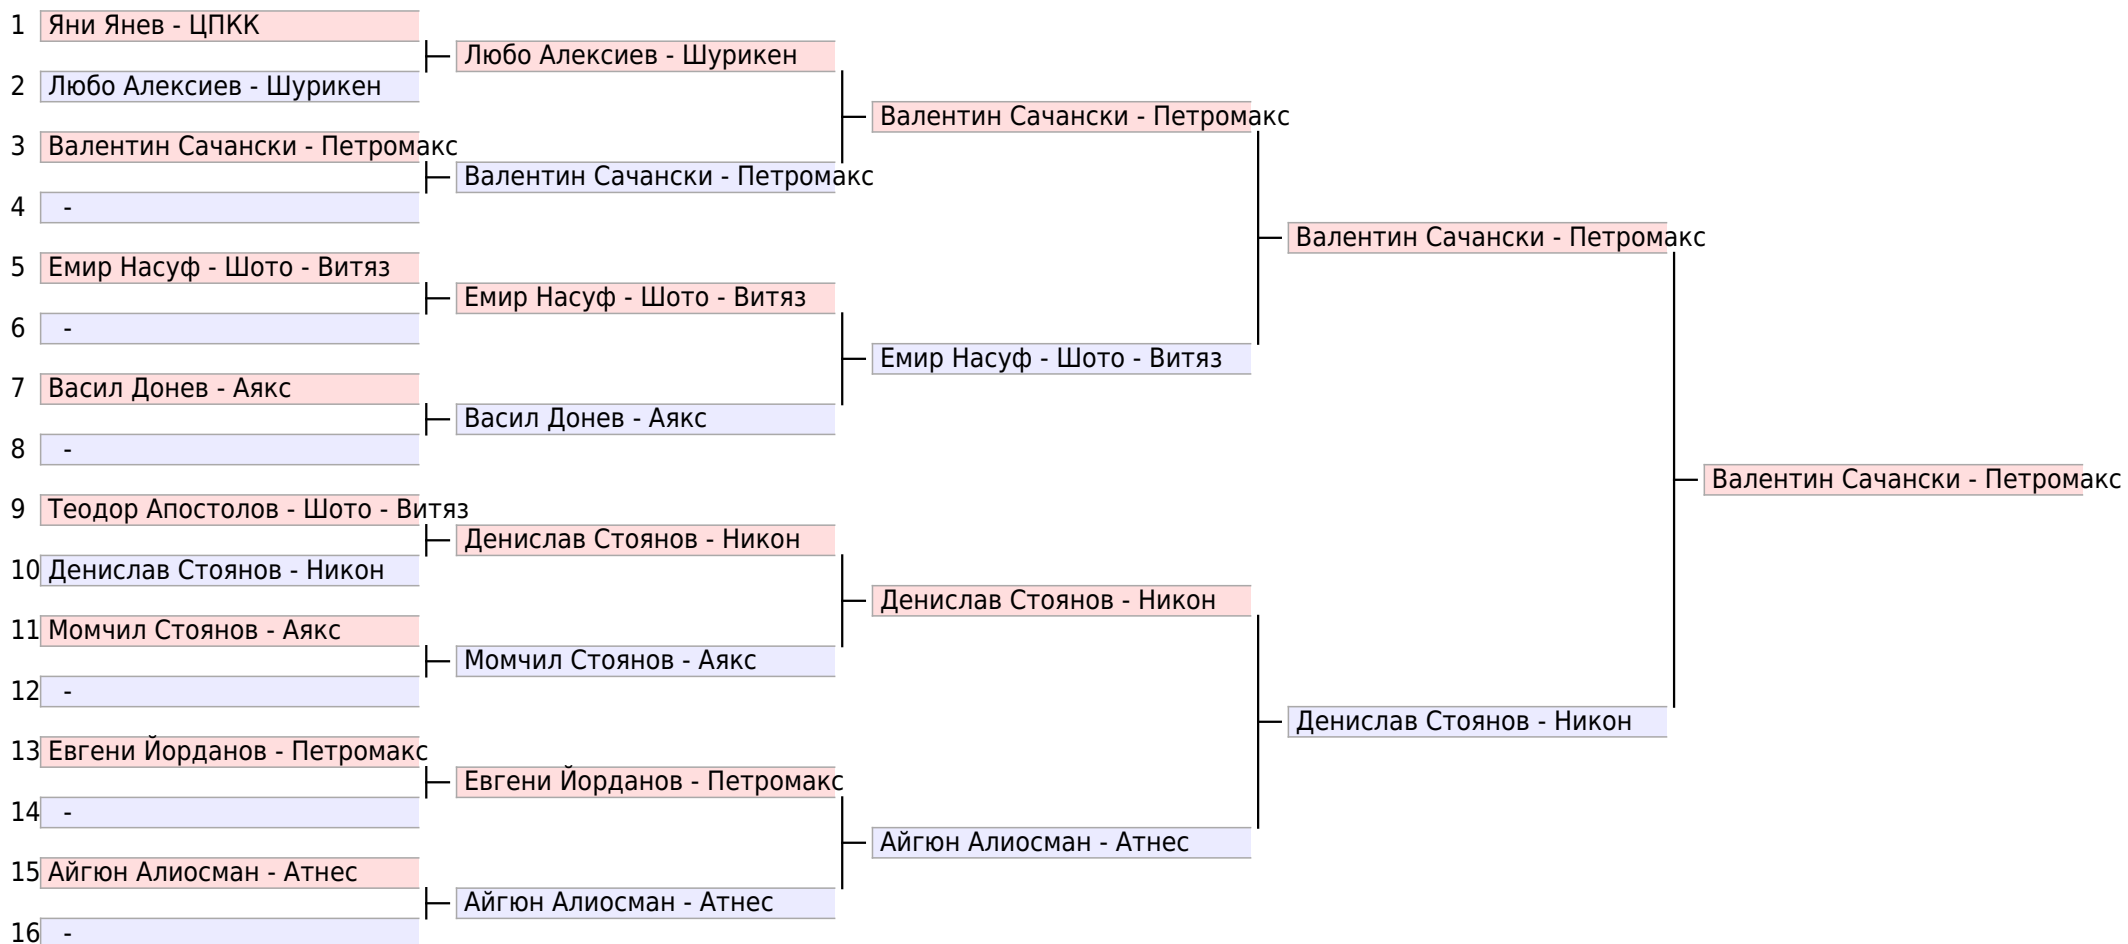 1 Яни Янев - ЦПКК
Любо Алексиев - Шурикен
2 Любо Алексиев - Шурикен
Валентин Сачански - Петромакс
3 Валентин Сачански - Петромакс
Валентин Сачански - Петромакс
4 -
Валентин Сачански - Петромакс
5 Емир Насуф - Шото - Витяз
Емир Насуф - Шото - Витяз
6 -
Емир Насуф - Шото - Витяз
7 Васил Донев - Аякс
Васил Донев - Аякс
8 -
Валентин Сачански - Петромакс
9 Теодор Апостолов - Шото - Витяз
Денислав Стоянов - Никон
10 Денислав Стоянов - Никон
Денислав Стоянов - Никон
11 Момчил Стоянов - Аякс
Момчил Стоянов - Аякс
12 -
Денислав Стоянов - Никон
13 Евгени Йорданов - Петромакс
Евгени Йорданов - Петромакс
14 -
Айгюн Алиосман - Атнес
15 Айгюн Алиосман - Атнес
Айгюн Алиосман - Атнес
16 -